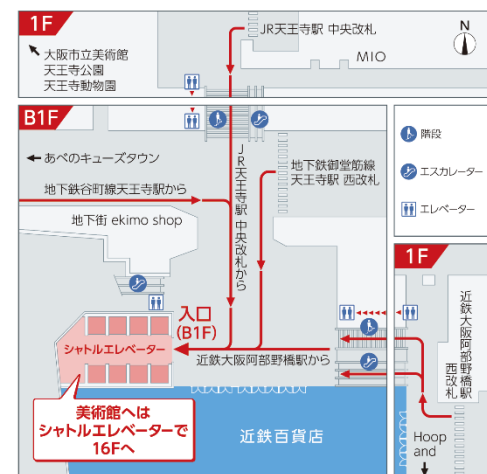 1F
JR天王寺駅 中央改札
N
大阪市立美術館
天王寺公園
天王寺動物園
MIO
B1F
あべのキューズタウン
JR天王寺駅 中央改札から
地下鉄御堂筋線
天王寺駅 西改札
地下鉄谷町線天王寺駅から
地下街 ekimo shop
階段
エスカレーター
エレベーター
1F
近鉄大阪阿部野橋駅
西改札
入口
(B1F)
シャトルエレベーター
近鉄大阪阿部野橋駅から
美術館へは
シャトルエレベーターで
16Fへ
近鉄百貨店
Hoop
and